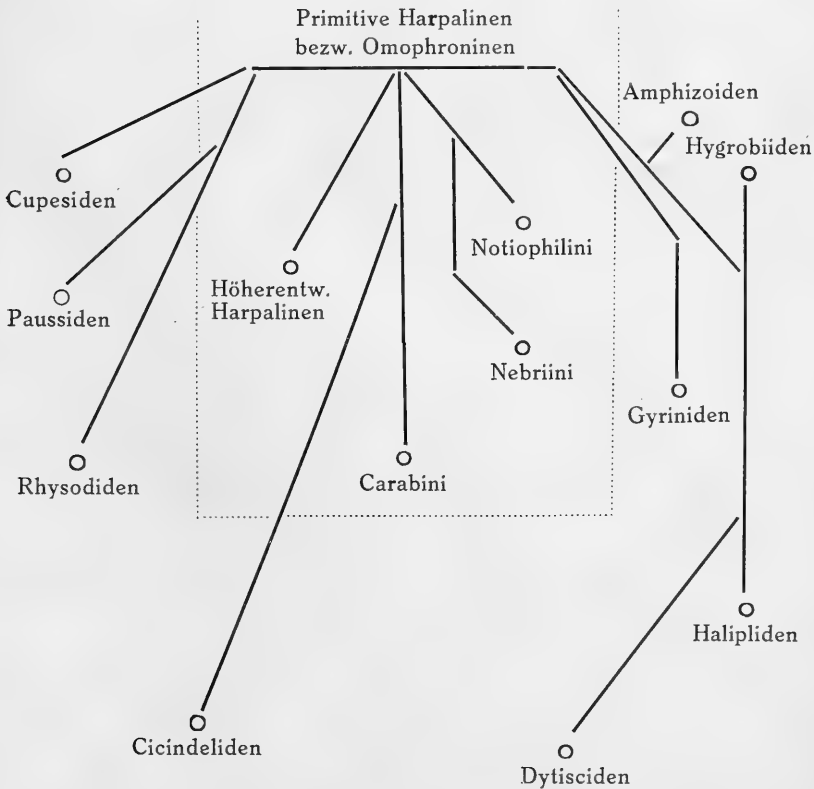 Primitive Harpalinen
bezw. Omophroninen
Amphizoiden
Hygrobiiden
Cupesiden
Notiophilini
Höherentw.
Harpalinen
Paussiden
Nebriini
Gyriniden
Rhysodiden
Carabini
Halipliden
Cicindeliden
Dytisciden